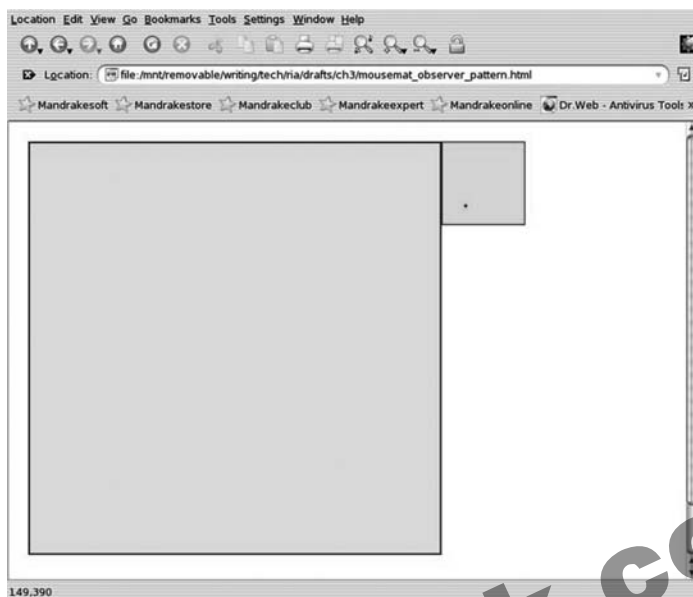 Location Edit View Go Bookmarks Tools Settings Window Help
Location: file:/mnt/removable/writing/tech/ria/drafts/ch3/mousemat_observer_pattern.html
Mandrakesoft Mandrakestore Mandrakeclub Mandrakeexpert Mandrakeonline Dr.Web - Antivirus Tools
149,390
k.co